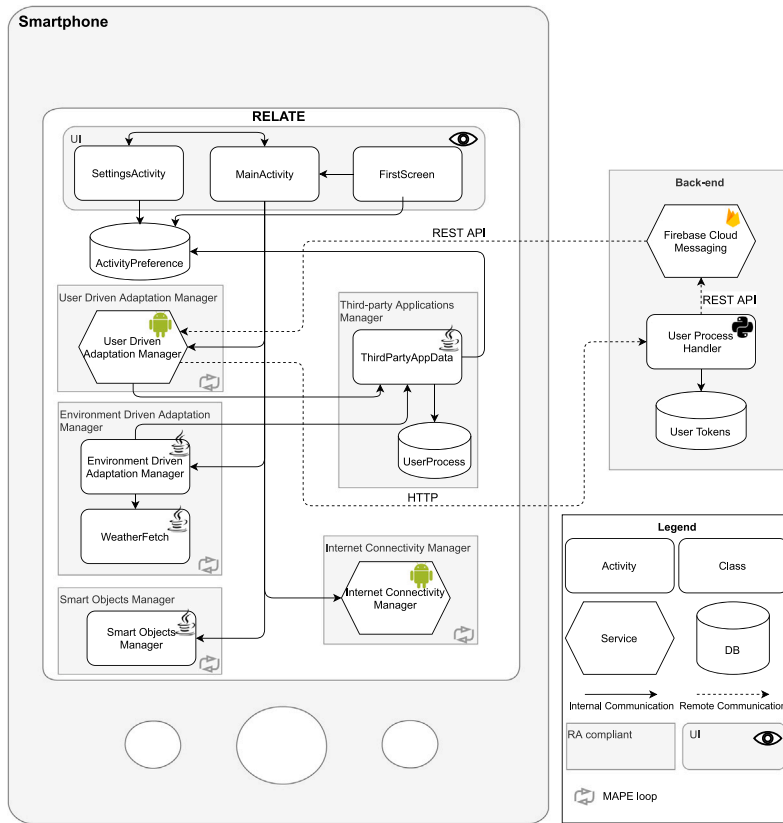 Smartphone
RELATE
UI
SettingsActivity
MainActivity
FirstScreen
ActivityPreference
REST API
Back-end
Firebase Cloud
Messaging
REST API
User Process
Handler
User Tokens
User Driven Adaptation Manager
User Driven
Adaptation Manager
Third-party Applications
Manager
ThirdPartyAppData
UserProcess
Environment Driven Adaptation
Manager
Environment Driven
Adaptation Manager
WeatherFetch
HTTP
Internet Connectivity Manager
Internet Connectivity
Manager
Smart Objects Manager
Smart Objects
Manager
Legend
Activity
Class
Service
DB
Internal Communication
Remote Communication
RA compliant
UI
MAPE loop